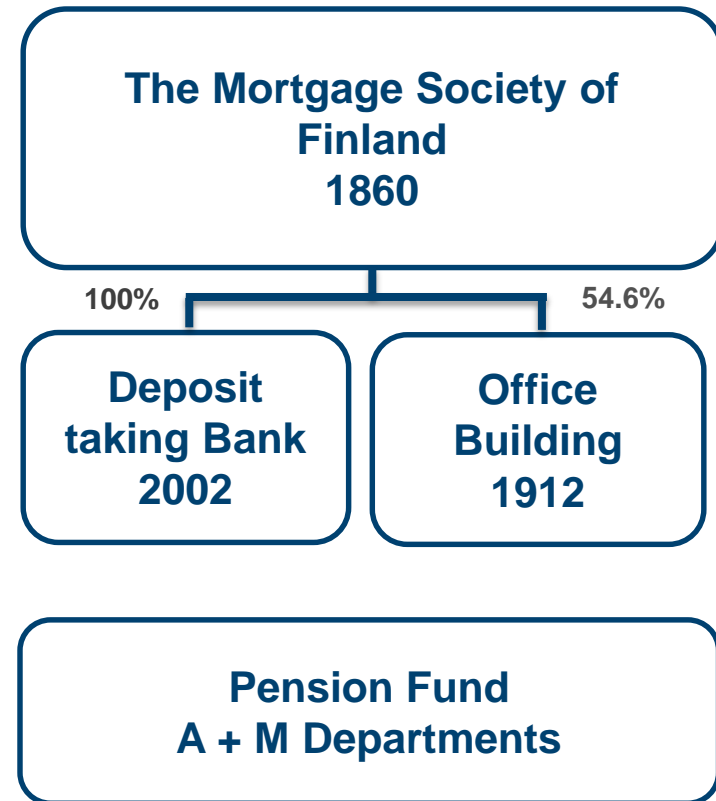 The Mortgage Society of
Finland
1860
100%
54.6%
Deposit
taking Bank
2002
Office
Building
1912
Pension Fund
A + M Departments